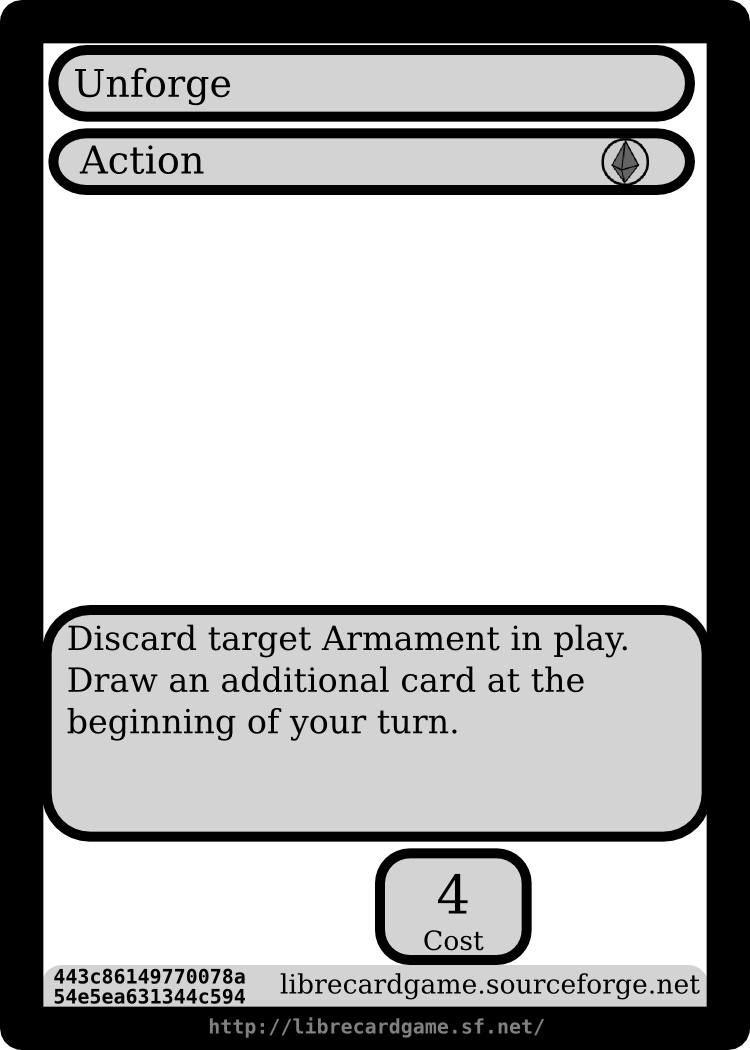 Unforge
Action
Discard target Armament in play.
Draw an additional card at the
beginning of your turn.
4
Cost
443c86149770078a
54e5ea631344c594
librecardgame.sourceforge.net
http://librecardgame.sf.net/